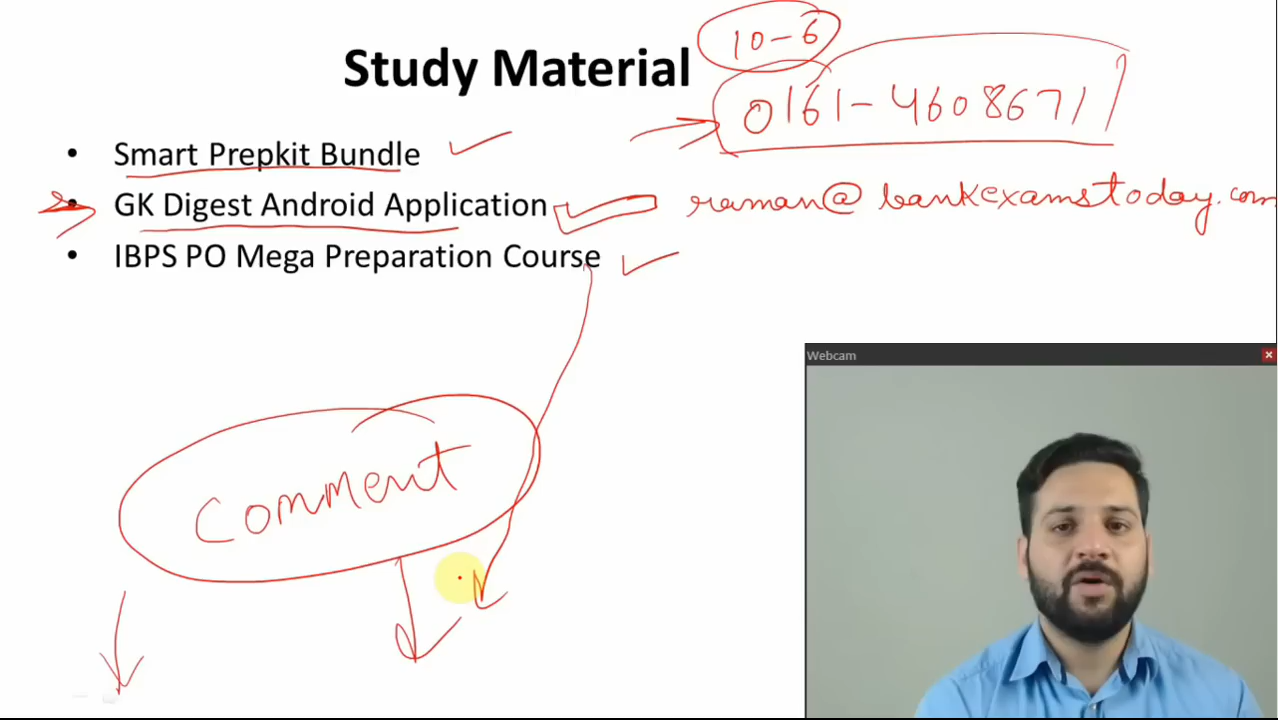 10-6
Study Material
0161-4608671
• Smart Prepkit Bundle
• GK Digest Android Application
raman@bankexamstoday.com
• IBPS PO Mega Preparation Course
Webcam
Comment